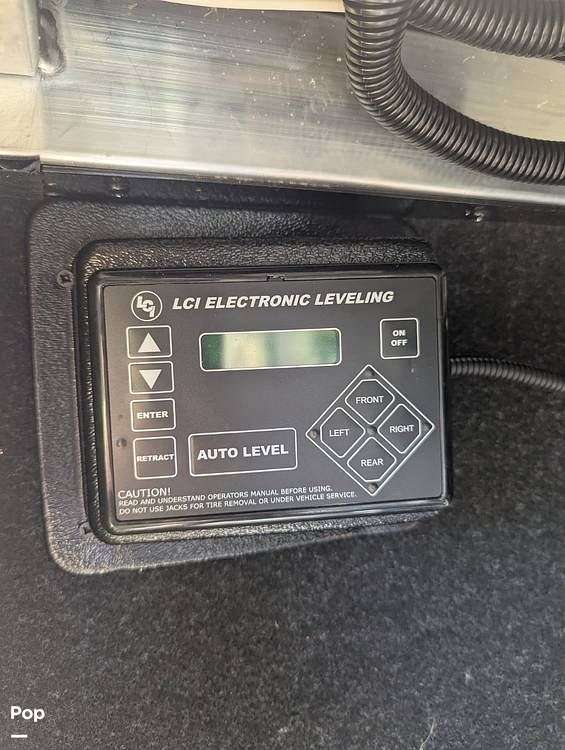 LCI LCI ELECTRONIC LEVELING
ON
OFF
ENTER
RETRACT
AUTO LEVEL
FRONT
LEFT
RIGHT
REAR
CAUTION!
READ AND UNDERSTAND OPERATORS MANUAL BEFORE USING.
DO NOT USE JACKS FOR TIRE REMOVAL OR UNDER VEHICLE SERVICE.
Pop